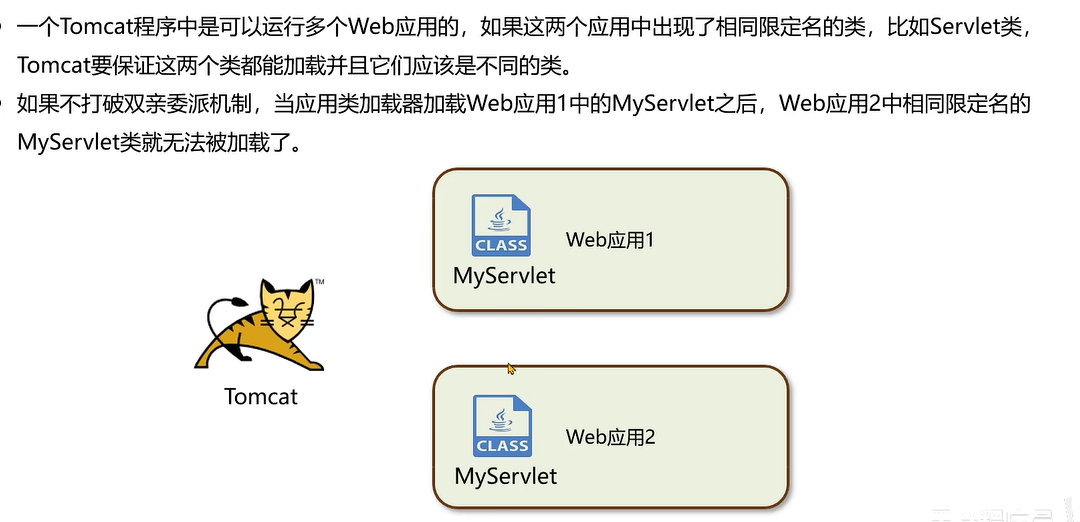 一个Tomcat程序中是可以运行多个Web应用的，如果这两个应用中出现了相同限定名的类，比如Servlet类，
Tomcat要保证这两个类都能加载并且它们应该是不同的类。
如果不打破双亲委派机制，当应用类加载器加载Web应用1中的MyServlet之后，Web应用2中相同限定名的
MyServlet类就无法被加载了。
CLASS
Web应用1
MyServlet
TM
Tomcat
CLASS
Web应用2
MyServlet